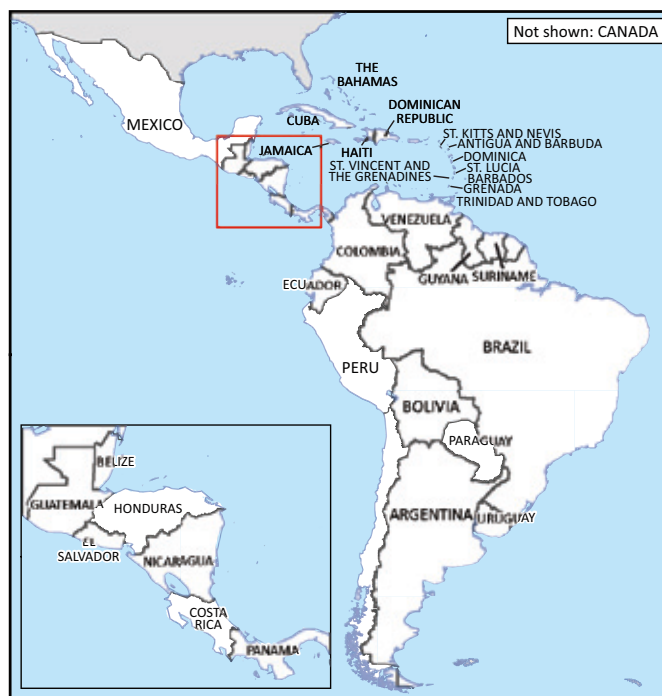 Not shown: CANADA
THE
BAHAMAS
CUBA
DOMINICAN
REPUBLIC
MEXICO
JAMAICA
HAITI
ST. KITTS AND NEVIS
ANTIGUA AND BARBUDA
DOMINICA
ST. VINCENT AND
THE GRENADINES
ST. LUCIA
BARBADOS
GRENADA
TRINIDAD AND TOBAGO
VENEZUELA
COLOMBIA
GUYANA
SURINAME
ECUADOR
BRAZIL
PERU
BOLIVIA
PARAGUAY
ARGENTINA
URUGUAY
BELIZE
GUATEMALA
HONDURAS
EL
SALVADOR
NICARAGUA
COSTA
RICA
PANAMA